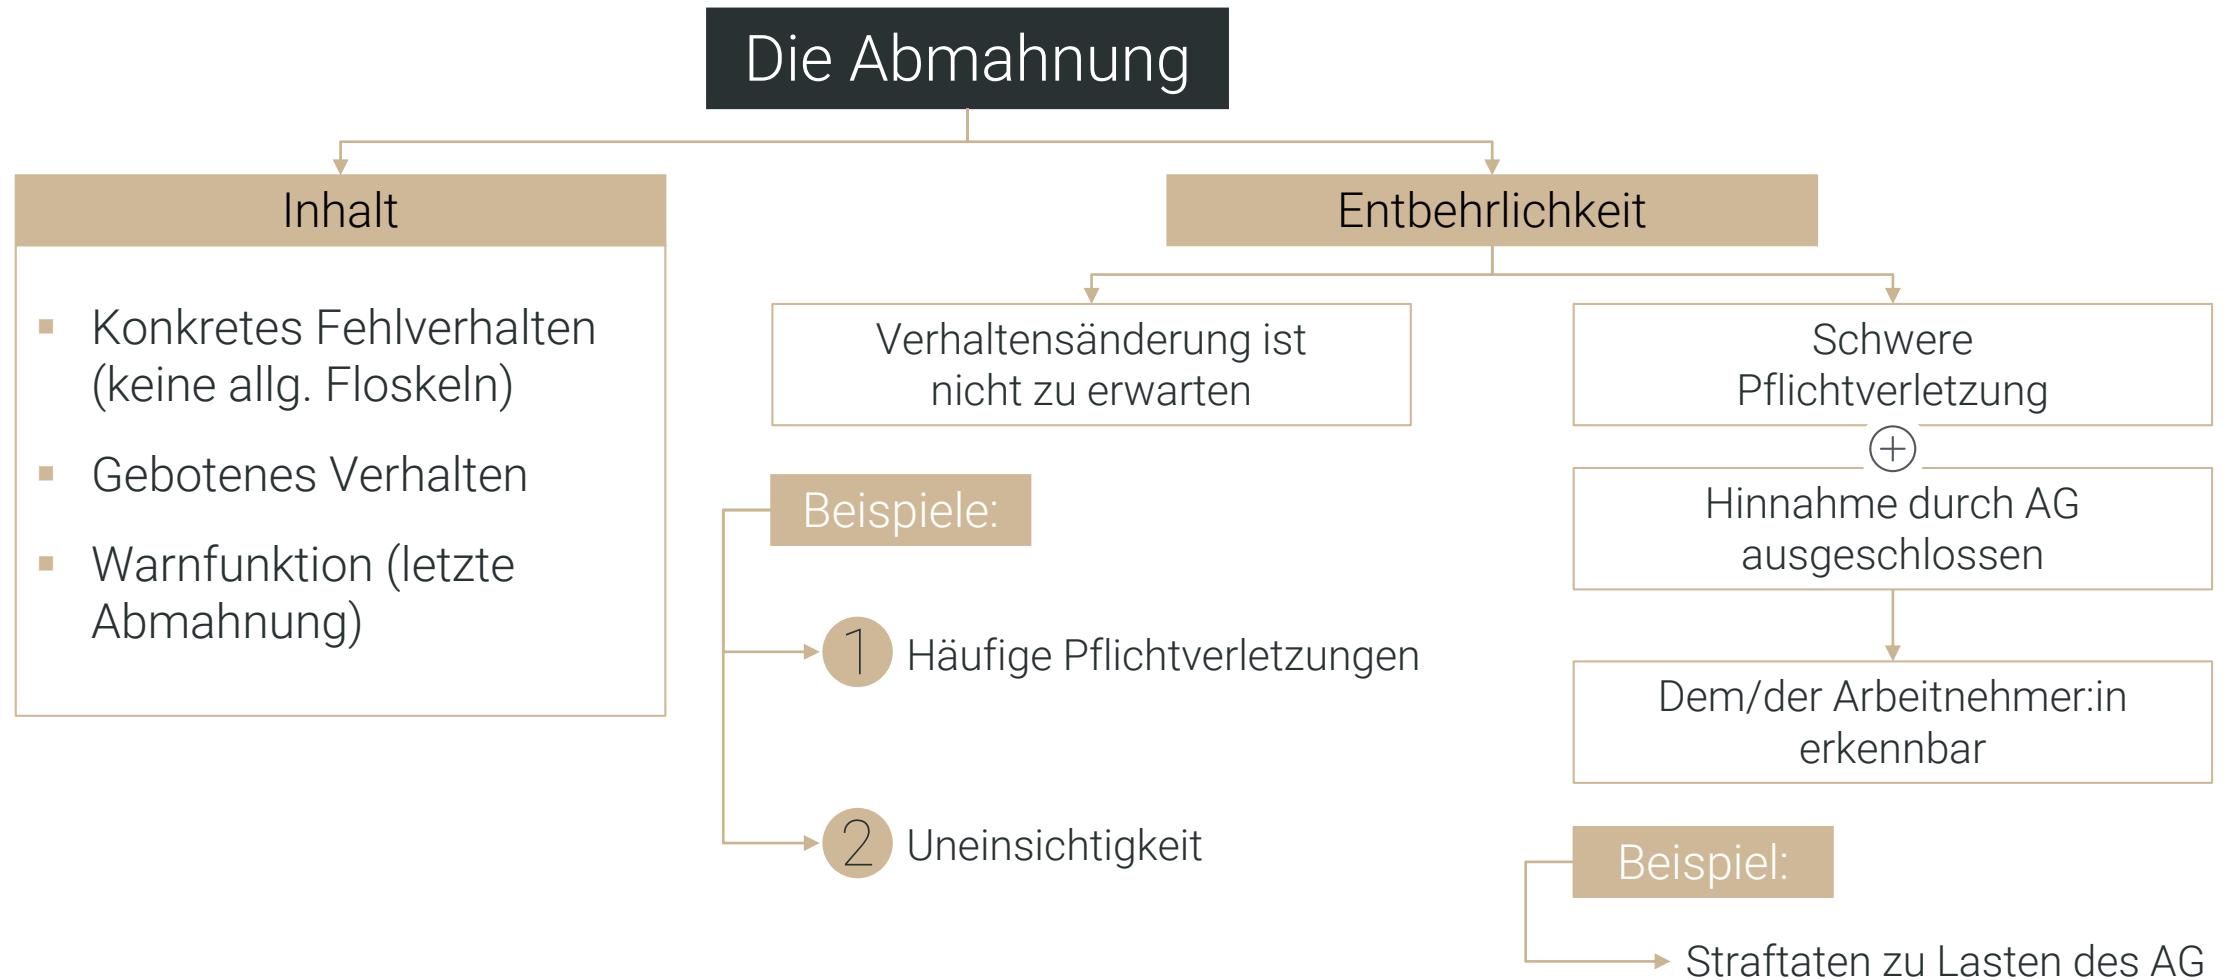 Die Abmahnung
Inhalt
Konkretes Fehlverhalten
(keine allg. Floskeln)
Gebotenes Verhalten
Warnfunktion (letzte
Abmahnung)
Entbehrlichkeit
Verhaltensänderung ist
nicht zu erwarten
Beispiele:
1 Häufige Pflichtverletzungen
2 Uneinsichtigkeit
Schwere
Pflichtverletzung
+
Hinnahme durch AG
ausgeschlossen
Dem/der Arbeitnehmer:in
erkennbar
Beispiel:
Straftaten zu Lasten des AG